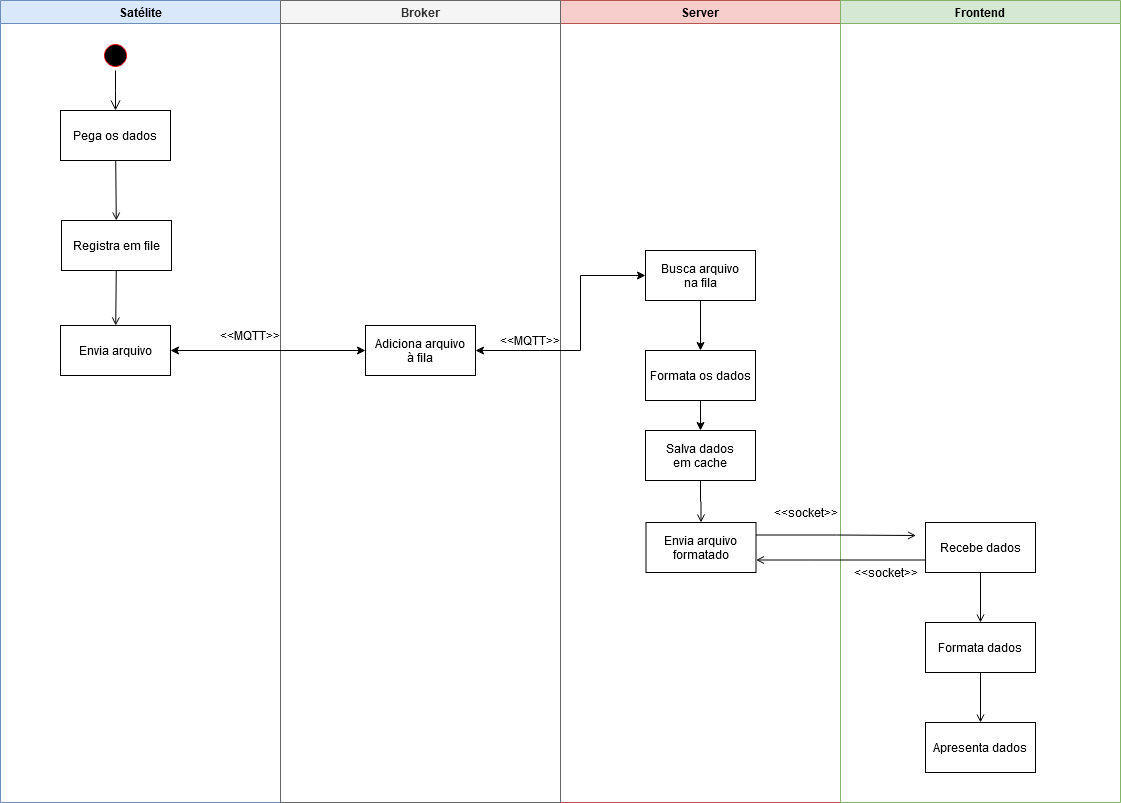 Satélite
Broker
Server
Frontend
Pega os dados
Registra em file
Envia arquivo
<<MQTT>>
Adiciona arquivo
à fila
<<MQTT>>
Busca arquivo
na fila
Formata os dados
Salva dados
em cache
Envia arquivo
formatado
<<socket>>
<<socket>>
Recebe dados
Formata dados
Apresenta dados